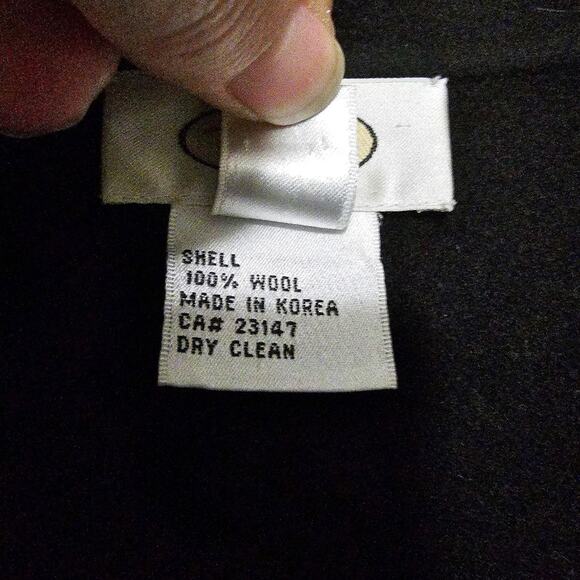 SHELL
100% WOOL
MADE IN KOREA
CA# 23147
DRY CLEAN